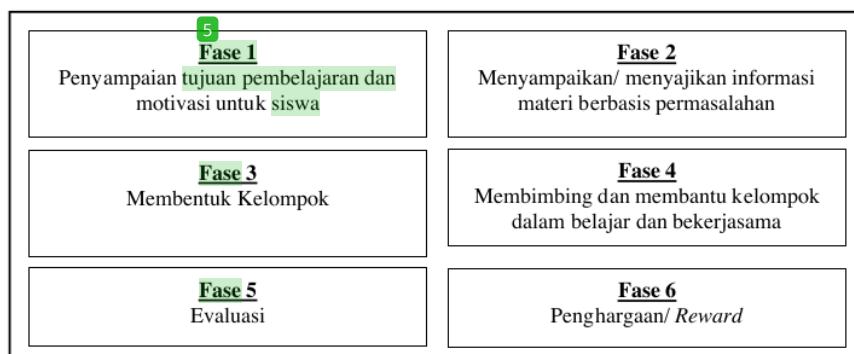 5
Fase 1
Penyampaian tujuan pembelajaran dan
motivasi untuk siswa
Fase 2
Menyampaikan/ menyajikan informasi
materi berbasis permasalahan
Fase 3
Membentuk Kelompok
Fase 4
Membimbing dan membantu kelompok
dalam belajar dan bekerjasama
Fase 5
Evaluasi
Fase 6
Penghargaan/ Reward